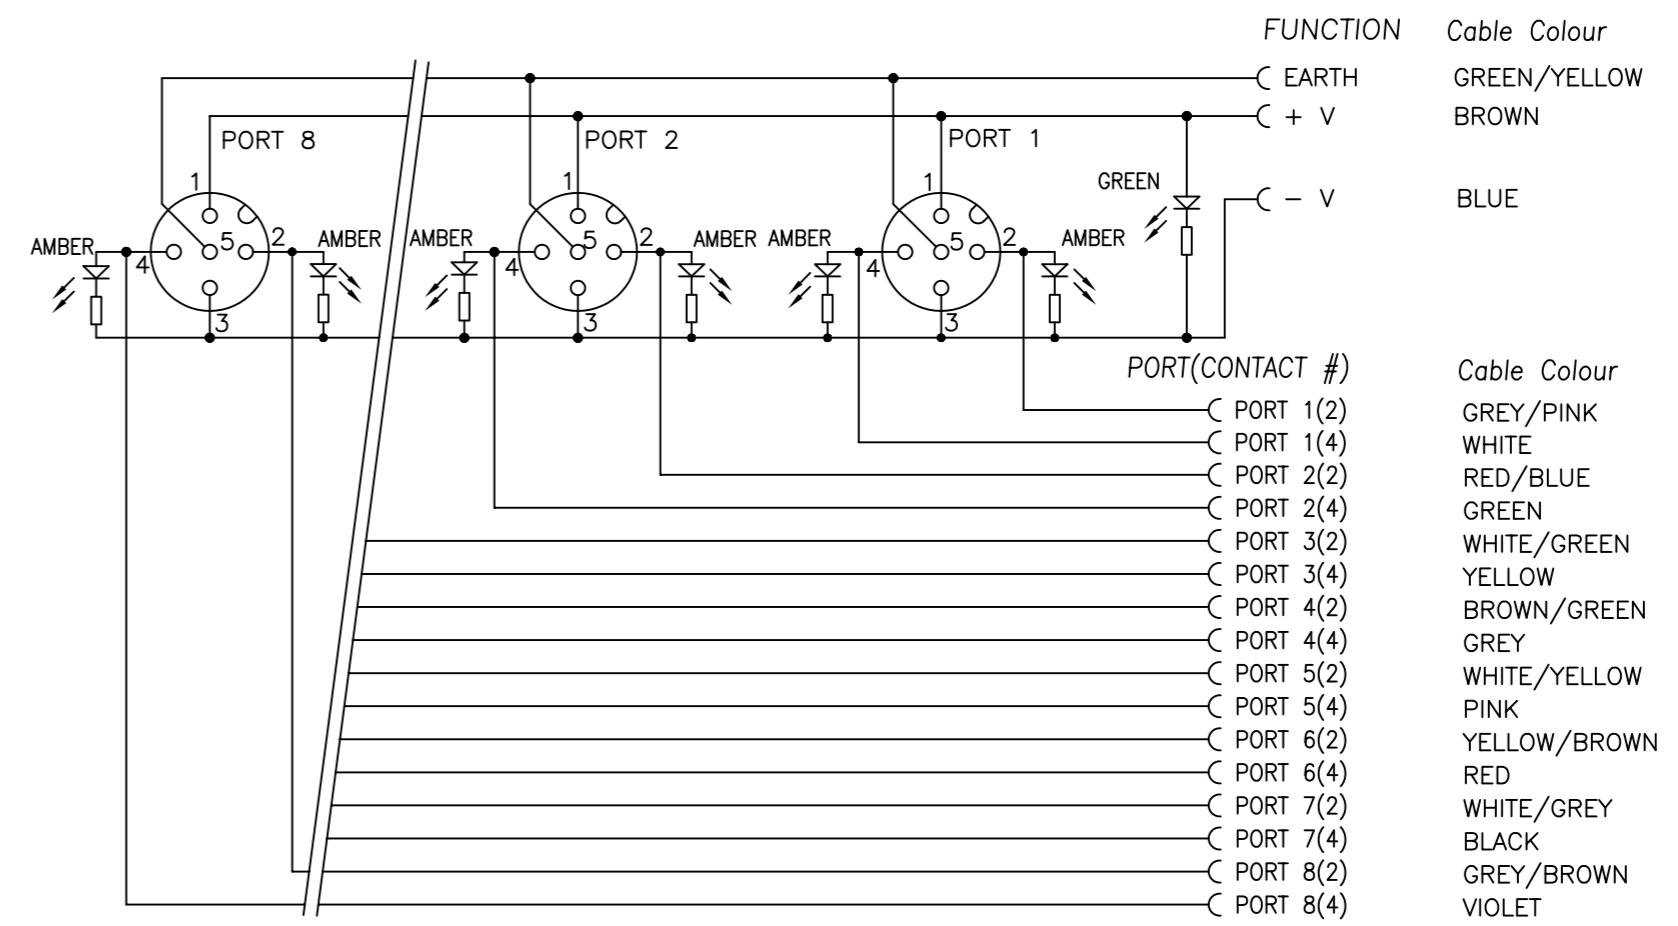 FUNCTION Cable Colour
EARTH GREEN/YELLOW
+ V BROWN
PORT 8 PORT 2 PORT 1
1 1 1 GREEN
- V BLUE
AMBER 4 5 2 AMBER AMBER 4 5 2 AMBER AMBER 4 5 2 AMBER
3 3 3
PORT(CONTACT #) Cable Colour
PORT 1(2) GREY/PINK
PORT 1(4) WHITE
PORT 2(2) RED/BLUE
PORT 2(4) GREEN
PORT 3(2) WHITE/GREEN
PORT 3(4) YELLOW
PORT 4(2) BROWN/GREEN
PORT 4(4) GREY
PORT 5(2) WHITE/YELLOW
PORT 5(4) PINK
PORT 6(2) YELLOW/BROWN
PORT 6(4) RED
PORT 7(2) WHITE/GREY
PORT 7(4) BLACK
PORT 8(2) GREY/BROWN
PORT 8(4) VIOLET